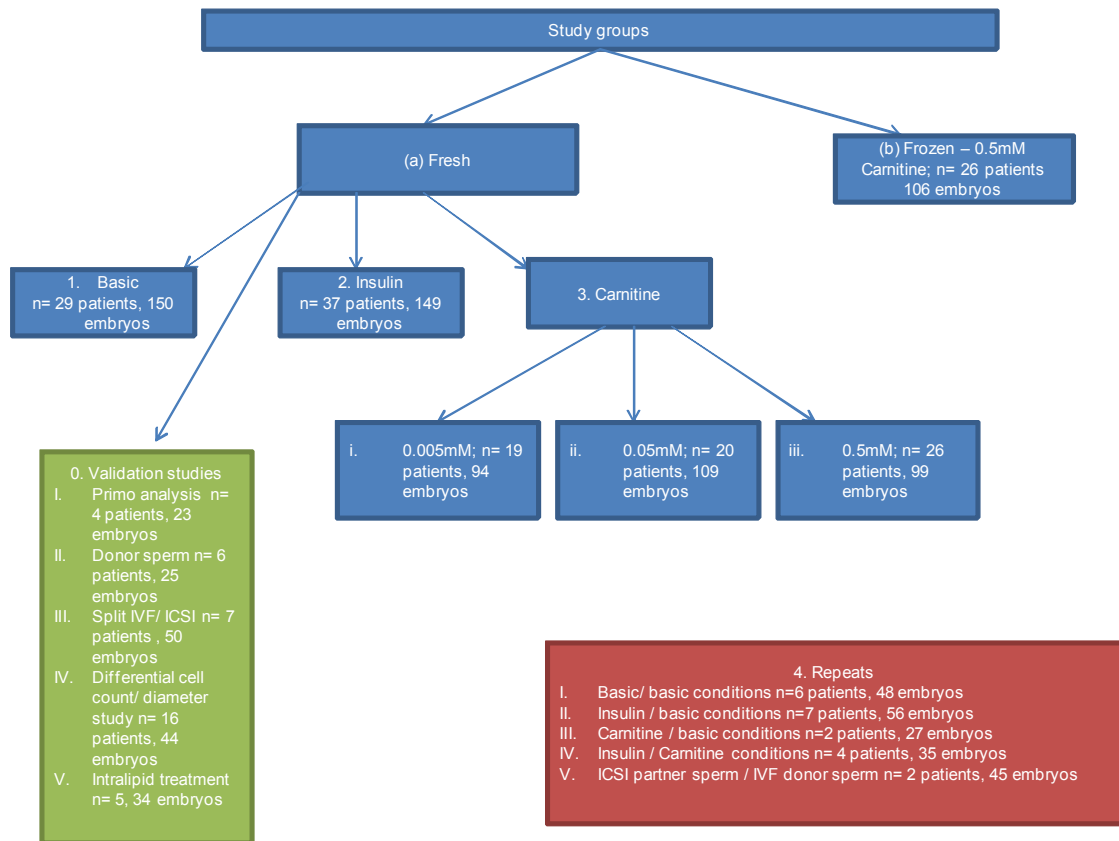 Study groups
(a) Fresh
(b) Frozen – 0.5mM
Carnitine; n= 26 patients
106 embryos
1. Basic
n= 29 patients, 150
embryos
2. Insulin
n= 37 patients, 149
embryos
3. Carnitine
i. 0.005mM; n= 19
patients, 94
embryos
ii. 0.05mM; n= 20
patients, 109
embryos
iii. 0.5mM; n= 26
patients, 99
embryos
0. Validation studies
I. Primo analysis n=
4 patients, 23
embryos
II. Donor sperm n= 6
patients, 25
embryos
III. Split IVF/ ICSI n= 7
patients , 50
embryos
IV. Differential cell
count/ diameter
study n= 16
patients, 44
embryos
V. Intralipid treatment
n= 5, 34 embryos
4. Repeats
I. Basic/ basic conditions n=6 patients, 48 embryos
II. Insulin / basic conditions n=7 patients, 56 embryos
III. Carnitine / basic conditions n=2 patients, 27 embryos
IV. Insulin / Carnitine conditions n= 4 patients, 35 embryos
V. ICSI partner sperm / IVF donor sperm n= 2 patients, 45 embryos